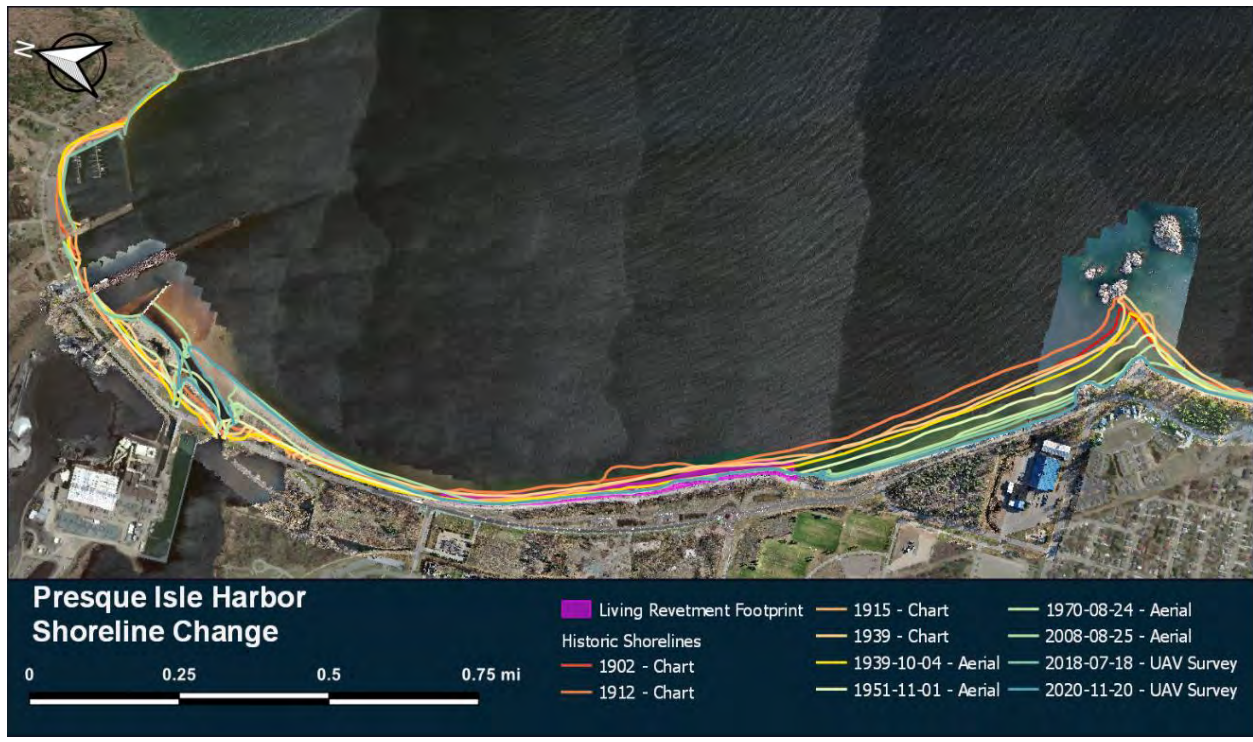 N
Presque Isle Harbor
Shoreline Change
0 0.25 0.5 0.75 mi
Living Revetment Footprint
Historic Shorelines
1902 - Chart
1912 - Chart
1915 - Chart
1939 - Chart
1939-10-04 - Aerial
1951-11-01 - Aerial
1970-08-24 - Aerial
2008-08-25 - Aerial
2018-07-18 - UAV Survey
2020-11-20 - UAV Survey